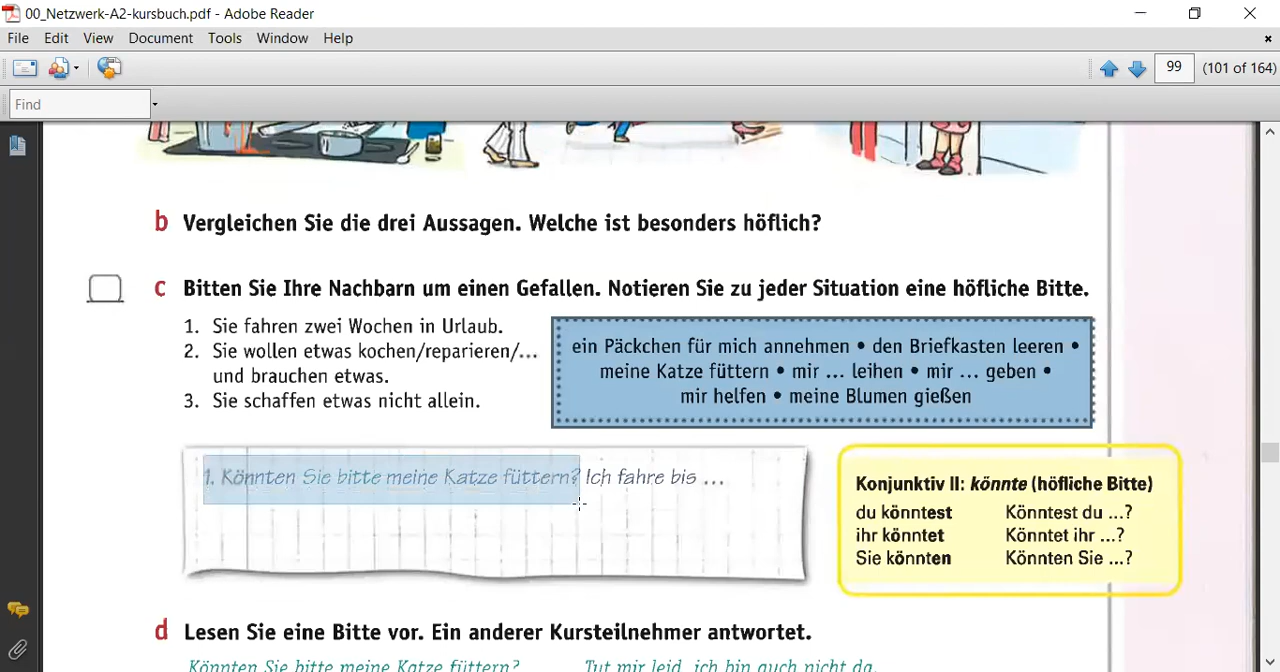 00_Netzwerk-A2-kursbuch.pdf - Adobe Reader
File Edit View Document Tools Window Help
99 (101 of 164)
Find
b Vergleichen Sie die drei Aussagen. Welche ist besonders höflich?
c Bitten Sie Ihre Nachbarn um einen Gefallen. Notieren Sie zu jeder Situation eine höfliche Bitte.
1. Sie fahren zwei Wochen in Urlaub.
2. Sie wollen etwas kochen/reparieren/...
und brauchen etwas.
3. Sie schaffen etwas nicht allein.
ein Päckchen für mich annehmen • den Briefkasten leeren •
meine Katze füttern • mir ... leihen • mir ... geben •
mir helfen • meine Blumen gießen
1. Könnten Sie bitte meine Katze füttern? Ich fahre bis ...
Konjunktiv II: könnte (höfliche Bitte)
du könntest Könntest du ...?
ihr könntet Könntet ihr ...?
Sie könnten Könnten Sie ...?
d Lesen Sie eine Bitte vor. Ein anderer Kursteilnehmer antwortet.
Könnten Sie bitte meine Katze füttern? Tut mir leid, ich bin auch nicht da.